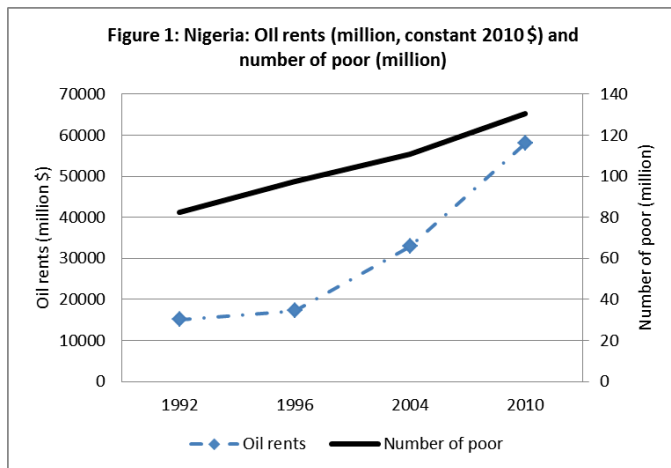 Figure 1: Nigeria: Oil rents (million, constant 2010 $) and
number of poor (million)
70000
60000
50000
40000
30000
20000
10000
0
Oil rents (million $)
140
120
100
80
60
40
20
0
Number of poor (million)
1992 1996 2004 2010
Oil rents Number of poor